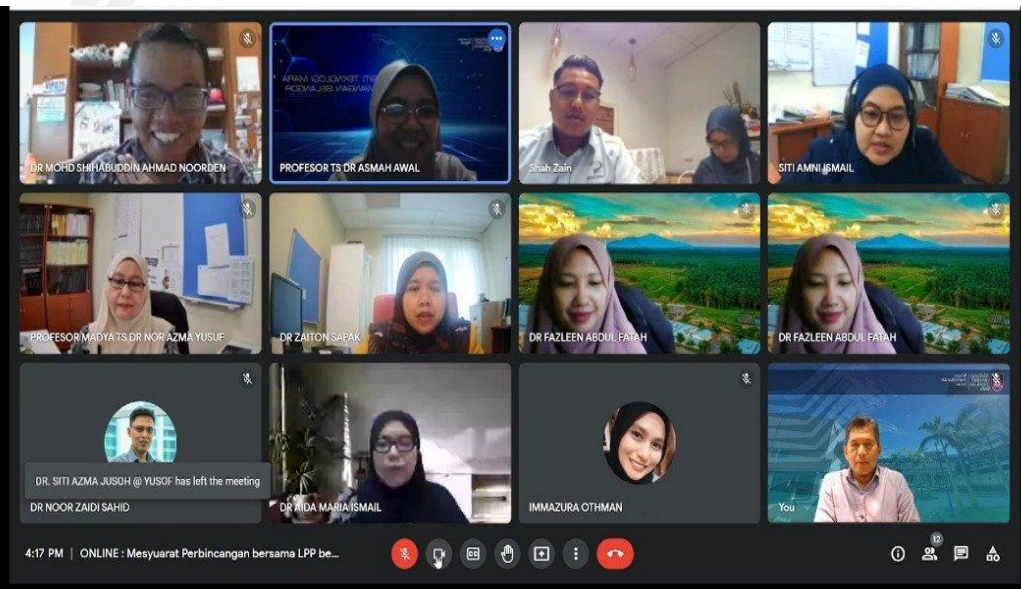 DR MOHD SHIHABUDDIN AHMAD NOORDEN
PROFESOR TS DR ASMAH AWAL
Shah Zain
SITI AMNI ISMAIL
PROFESOR MADYA TS DR NOR AZMA YUSUF
DR ZAITON SAPAK
DR FAZLEEN ABDUL FATAH
DR FAZLEEN ABDUL FATAH
DR. SITI AZMA JUSOH @ YUSOF has left the meeting
DR NOOR ZAIDI SAHID
DR AIDA MARIA ISMAIL
IMMAZURA OTHMAN
You
4:17 PM | ONLINE : Mesyuarat Perbincangan bersama LPP be...
CC
12